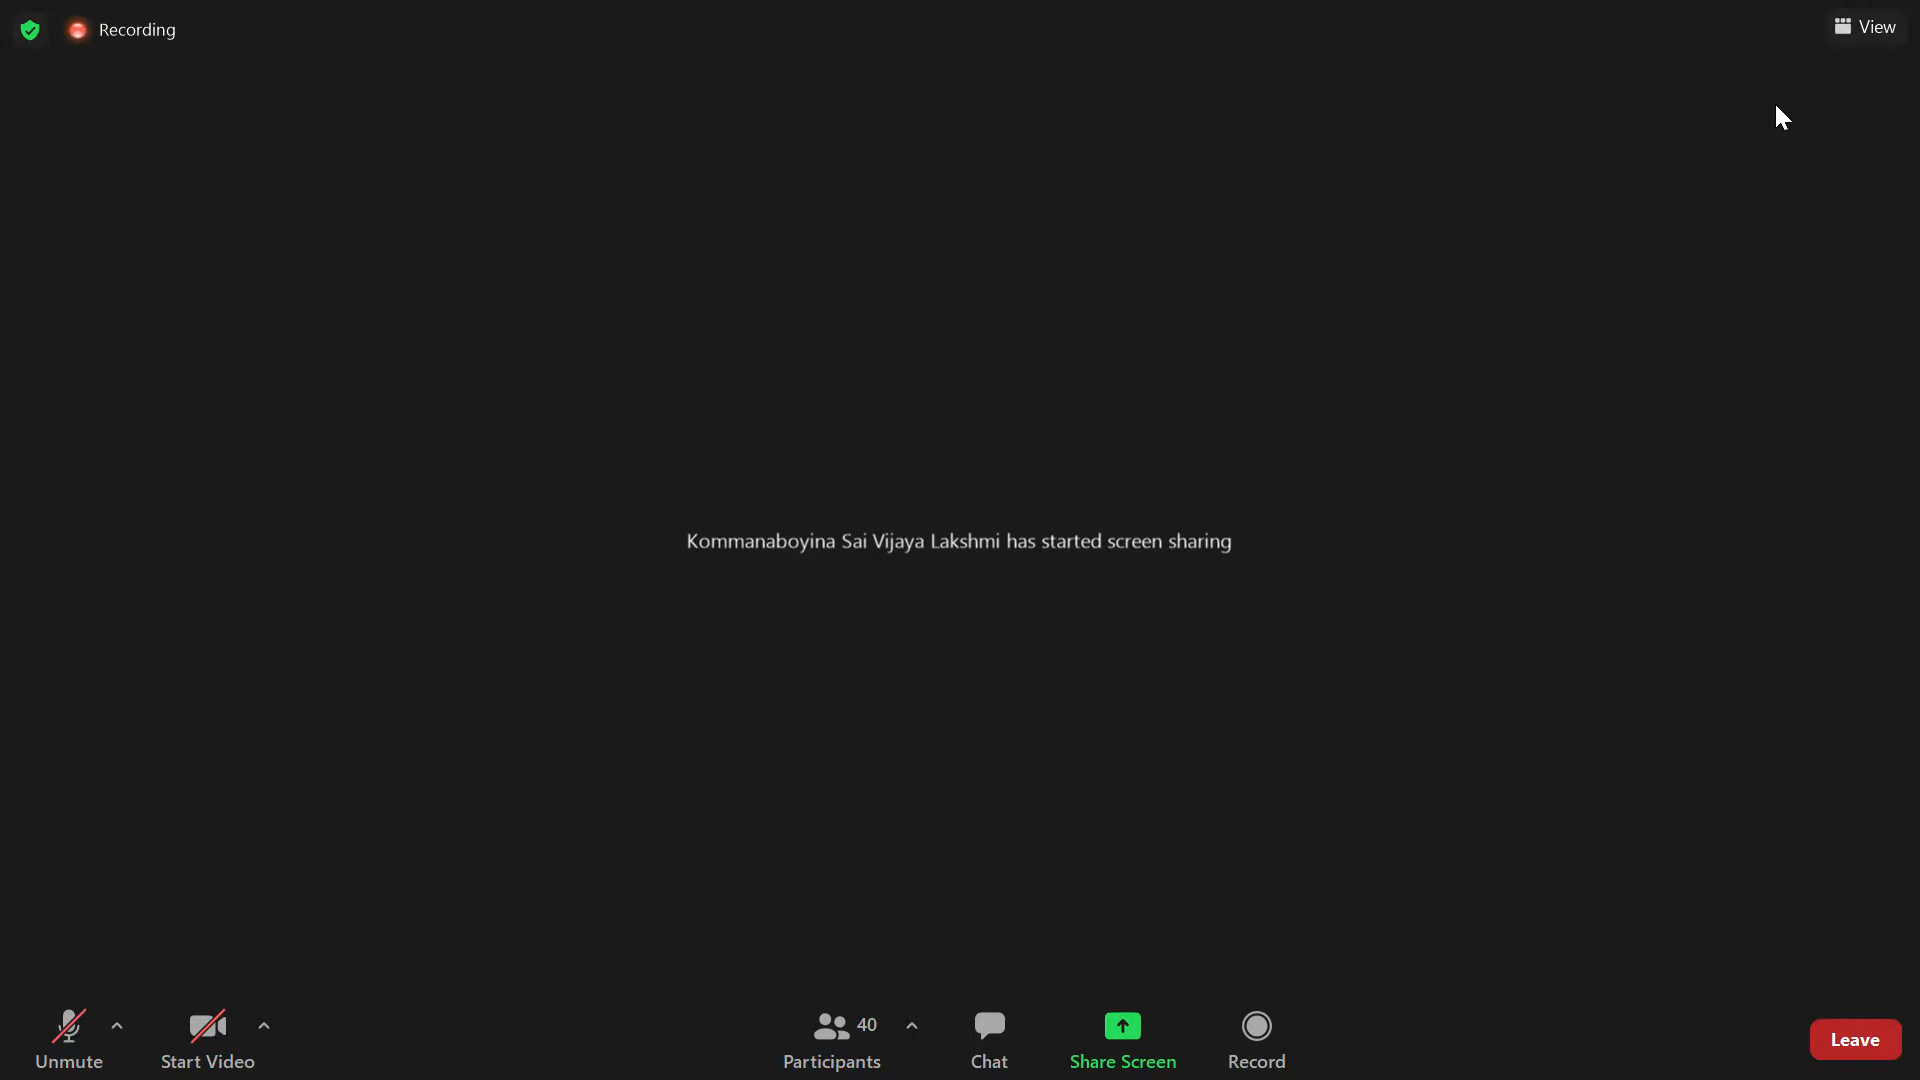 Recording
View
Kommanaboyina Sai Vijaya Lakshmi has started screen sharing
40
Unmute
Start Video
Participants
Chat
Share Screen
Record
Leave